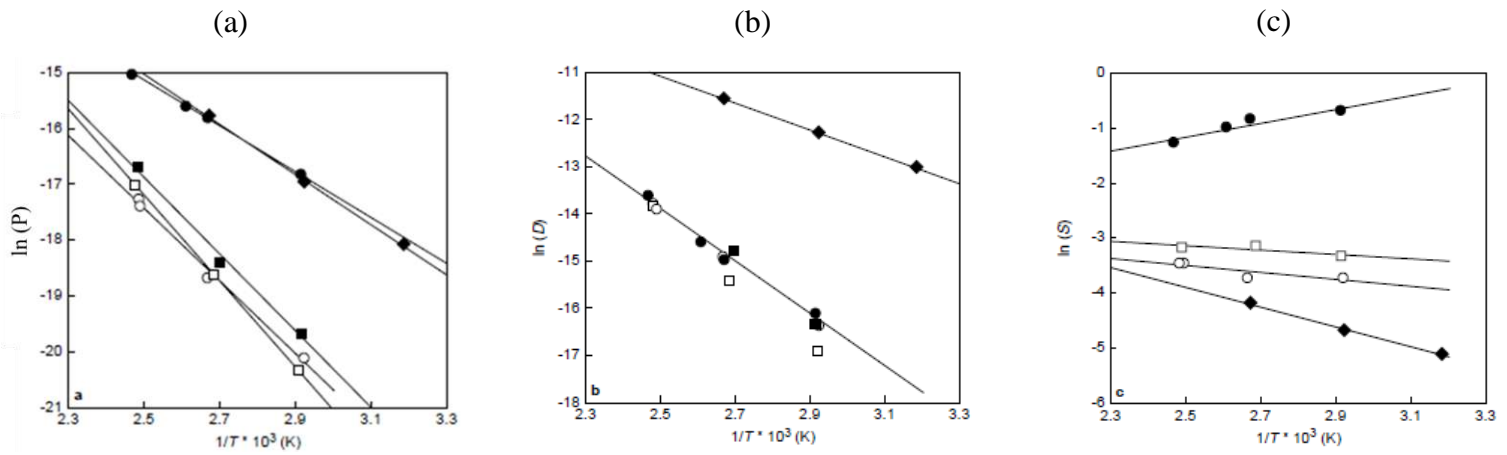 (a)
(b)
(c)
-15
-16
-17
-18
-19
-20
-21
ln (P)
a
2.3 2.5 2.7 2.9 3.1 3.3
1/T * 10³ (K)
-11
-12
-13
-14
-15
-16
-17
-18
ln (D)
b
2.3 2.5 2.7 2.9 3.1 3.3
1/T * 10³ (K)
0
-1
-2
-3
-4
-5
-6
ln (S)
c
2.3 2.5 2.7 2.9 3.1 3.3
1/T * 10³ (K)